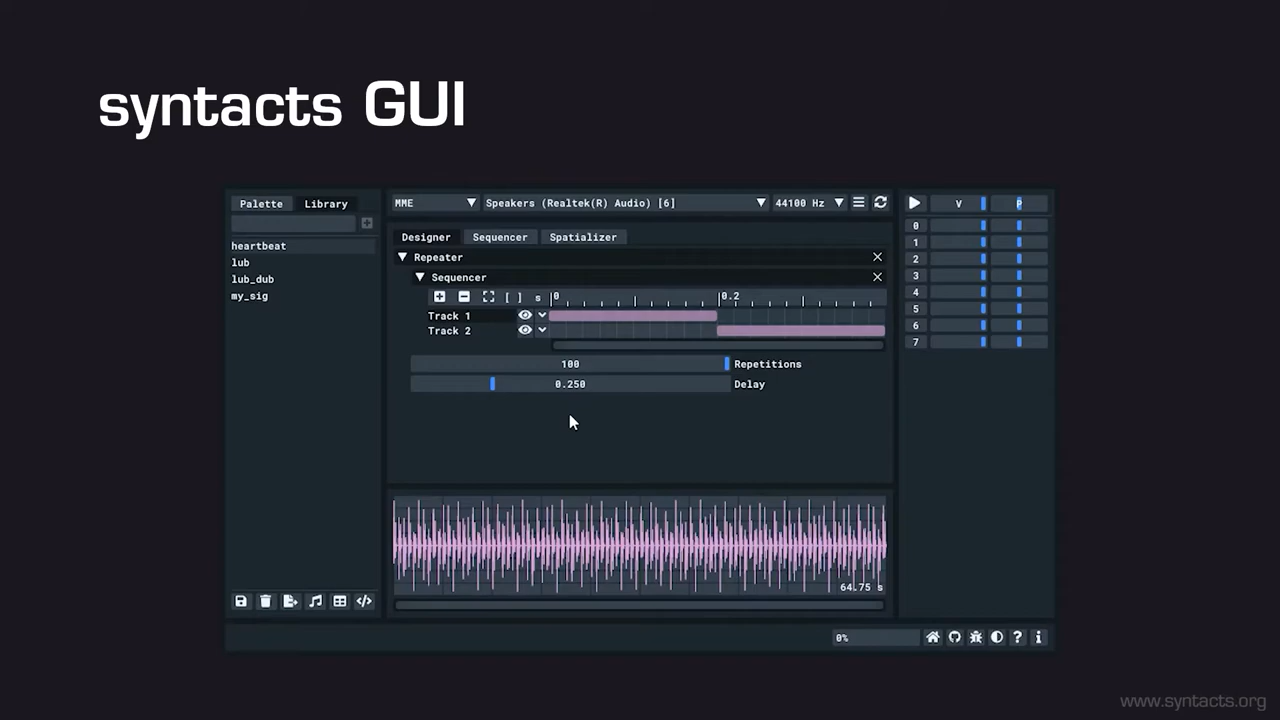 syntacts GUI
Palette Library
heartbeat
lub
lub_dub
my_sig
MME Speakers (Realtek(R) Audio) [6] 44100 Hz
Designer Sequencer Spatializer
Repeater
Sequencer
[ ] s 0 0.2
Track 1
Track 2
100 Repetitions
0.250 Delay
64.75 s
V P
0
1
2
3
4
5
6
7
0%
www.syntacts.org